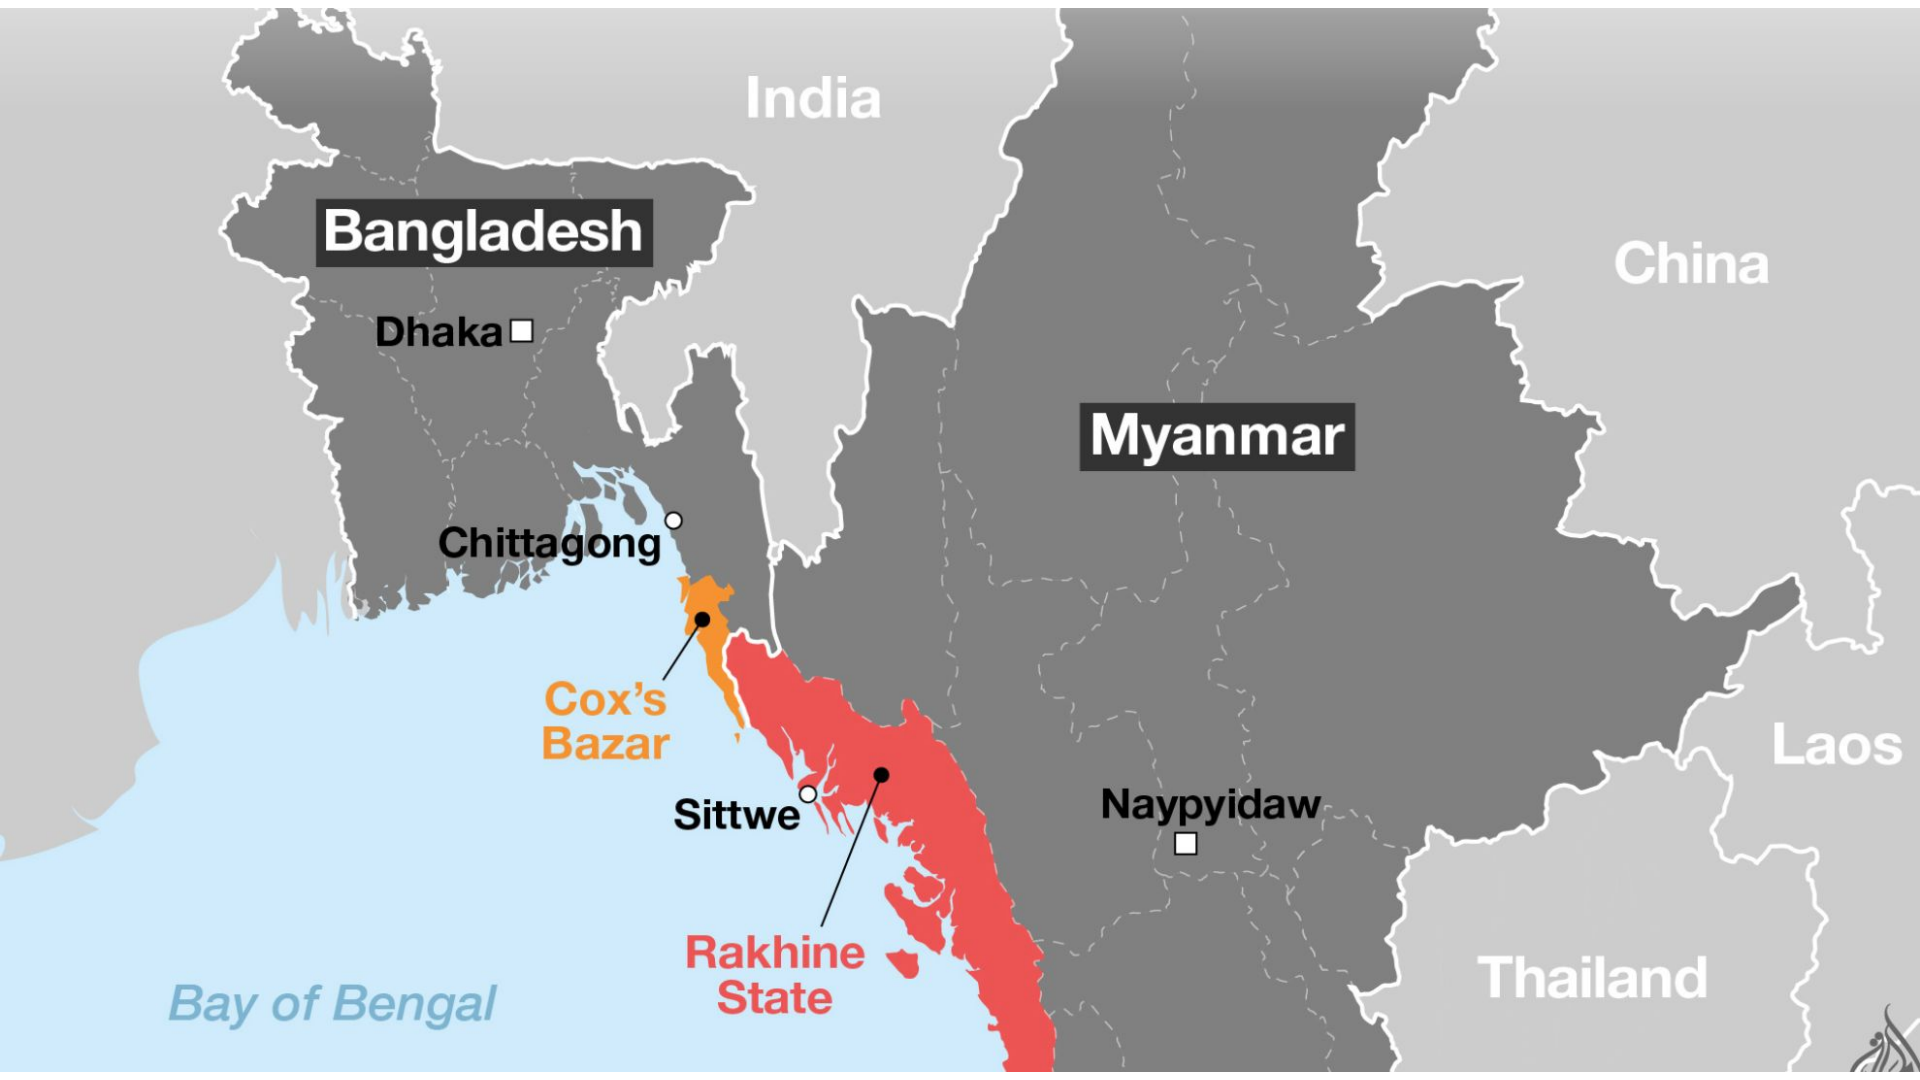 India
Bangladesh
China
Dhaka
Myanmar
Chittagong
Cox's
Bazar
Laos
Sittwe
Naypyidaw
Rakhine
State
Thailand
Bay of Bengal